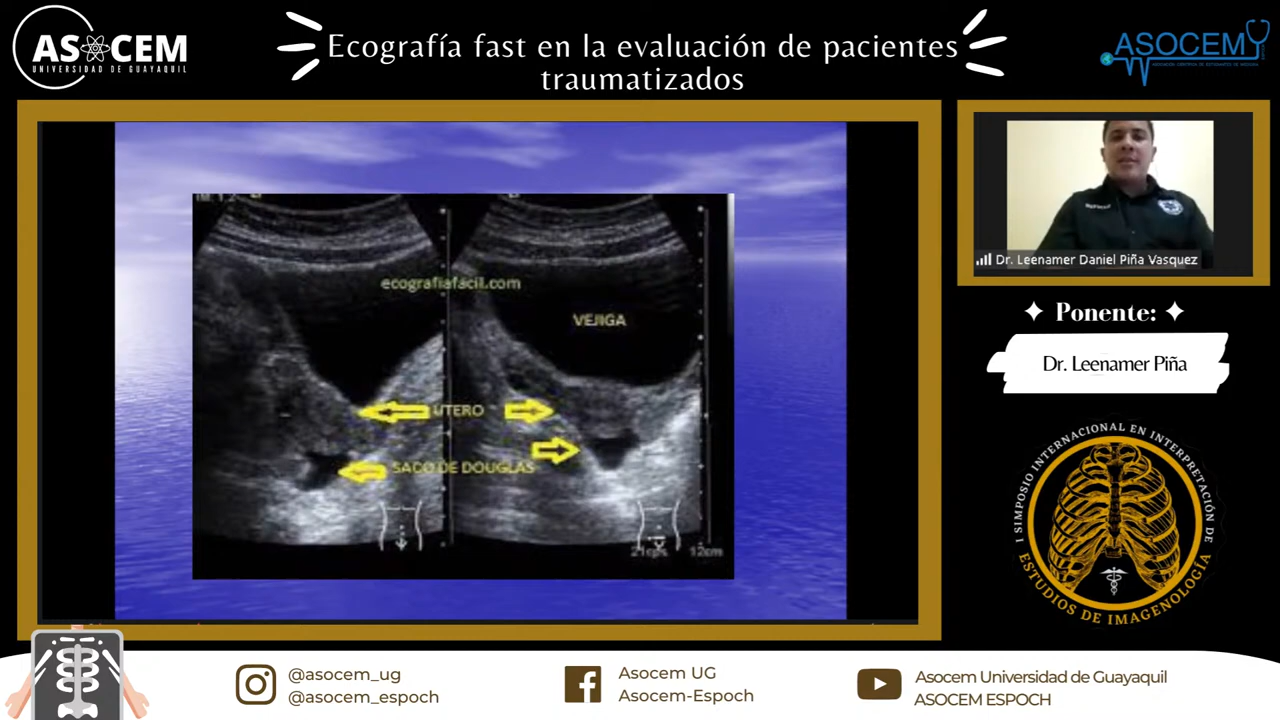 ASOCEM
UNIVERSIDAD DE GUAYAQUIL
Ecografía fast en la evaluación de pacientes
traumatizados
ASOCEM
ecografiafacil.com
VEJIGA
UTERO
SACO DE DOUGLAS
21cps 12cm
Dr. Leenamer Daniel Piña Vasquez
Ponente:
Dr. Leenamer Piña
I SIMPOSIO INTERNACIONAL EN INTERPRETACIÓN DE
ESTUDIOS DE IMAGENOLOGÍA
@asocem_ug
@asocem_espoch
Asocem UG
Asocem-Espoch
Asocem Universidad de Guayaquil
ASOCEM ESPOCH